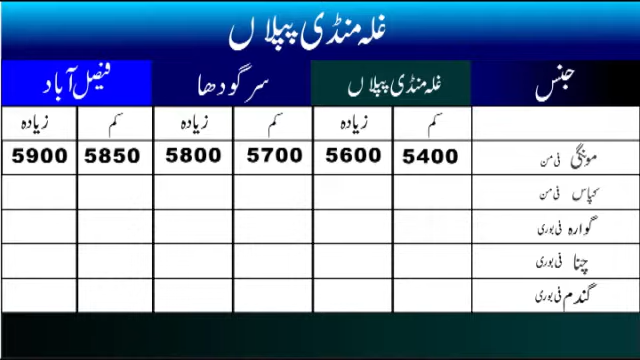 غلہ منڈی پپلاں
جنس غلہ منڈی پپلاں سرگودھا فیصل آباد
کم زیادہ کم زیادہ کم زیادہ
مونگی فی من 5400 5600 5700 5800 5850 5900
کپاس فی من
گوارہ فی بوری
چنا فی بوری
گندم فی بوری